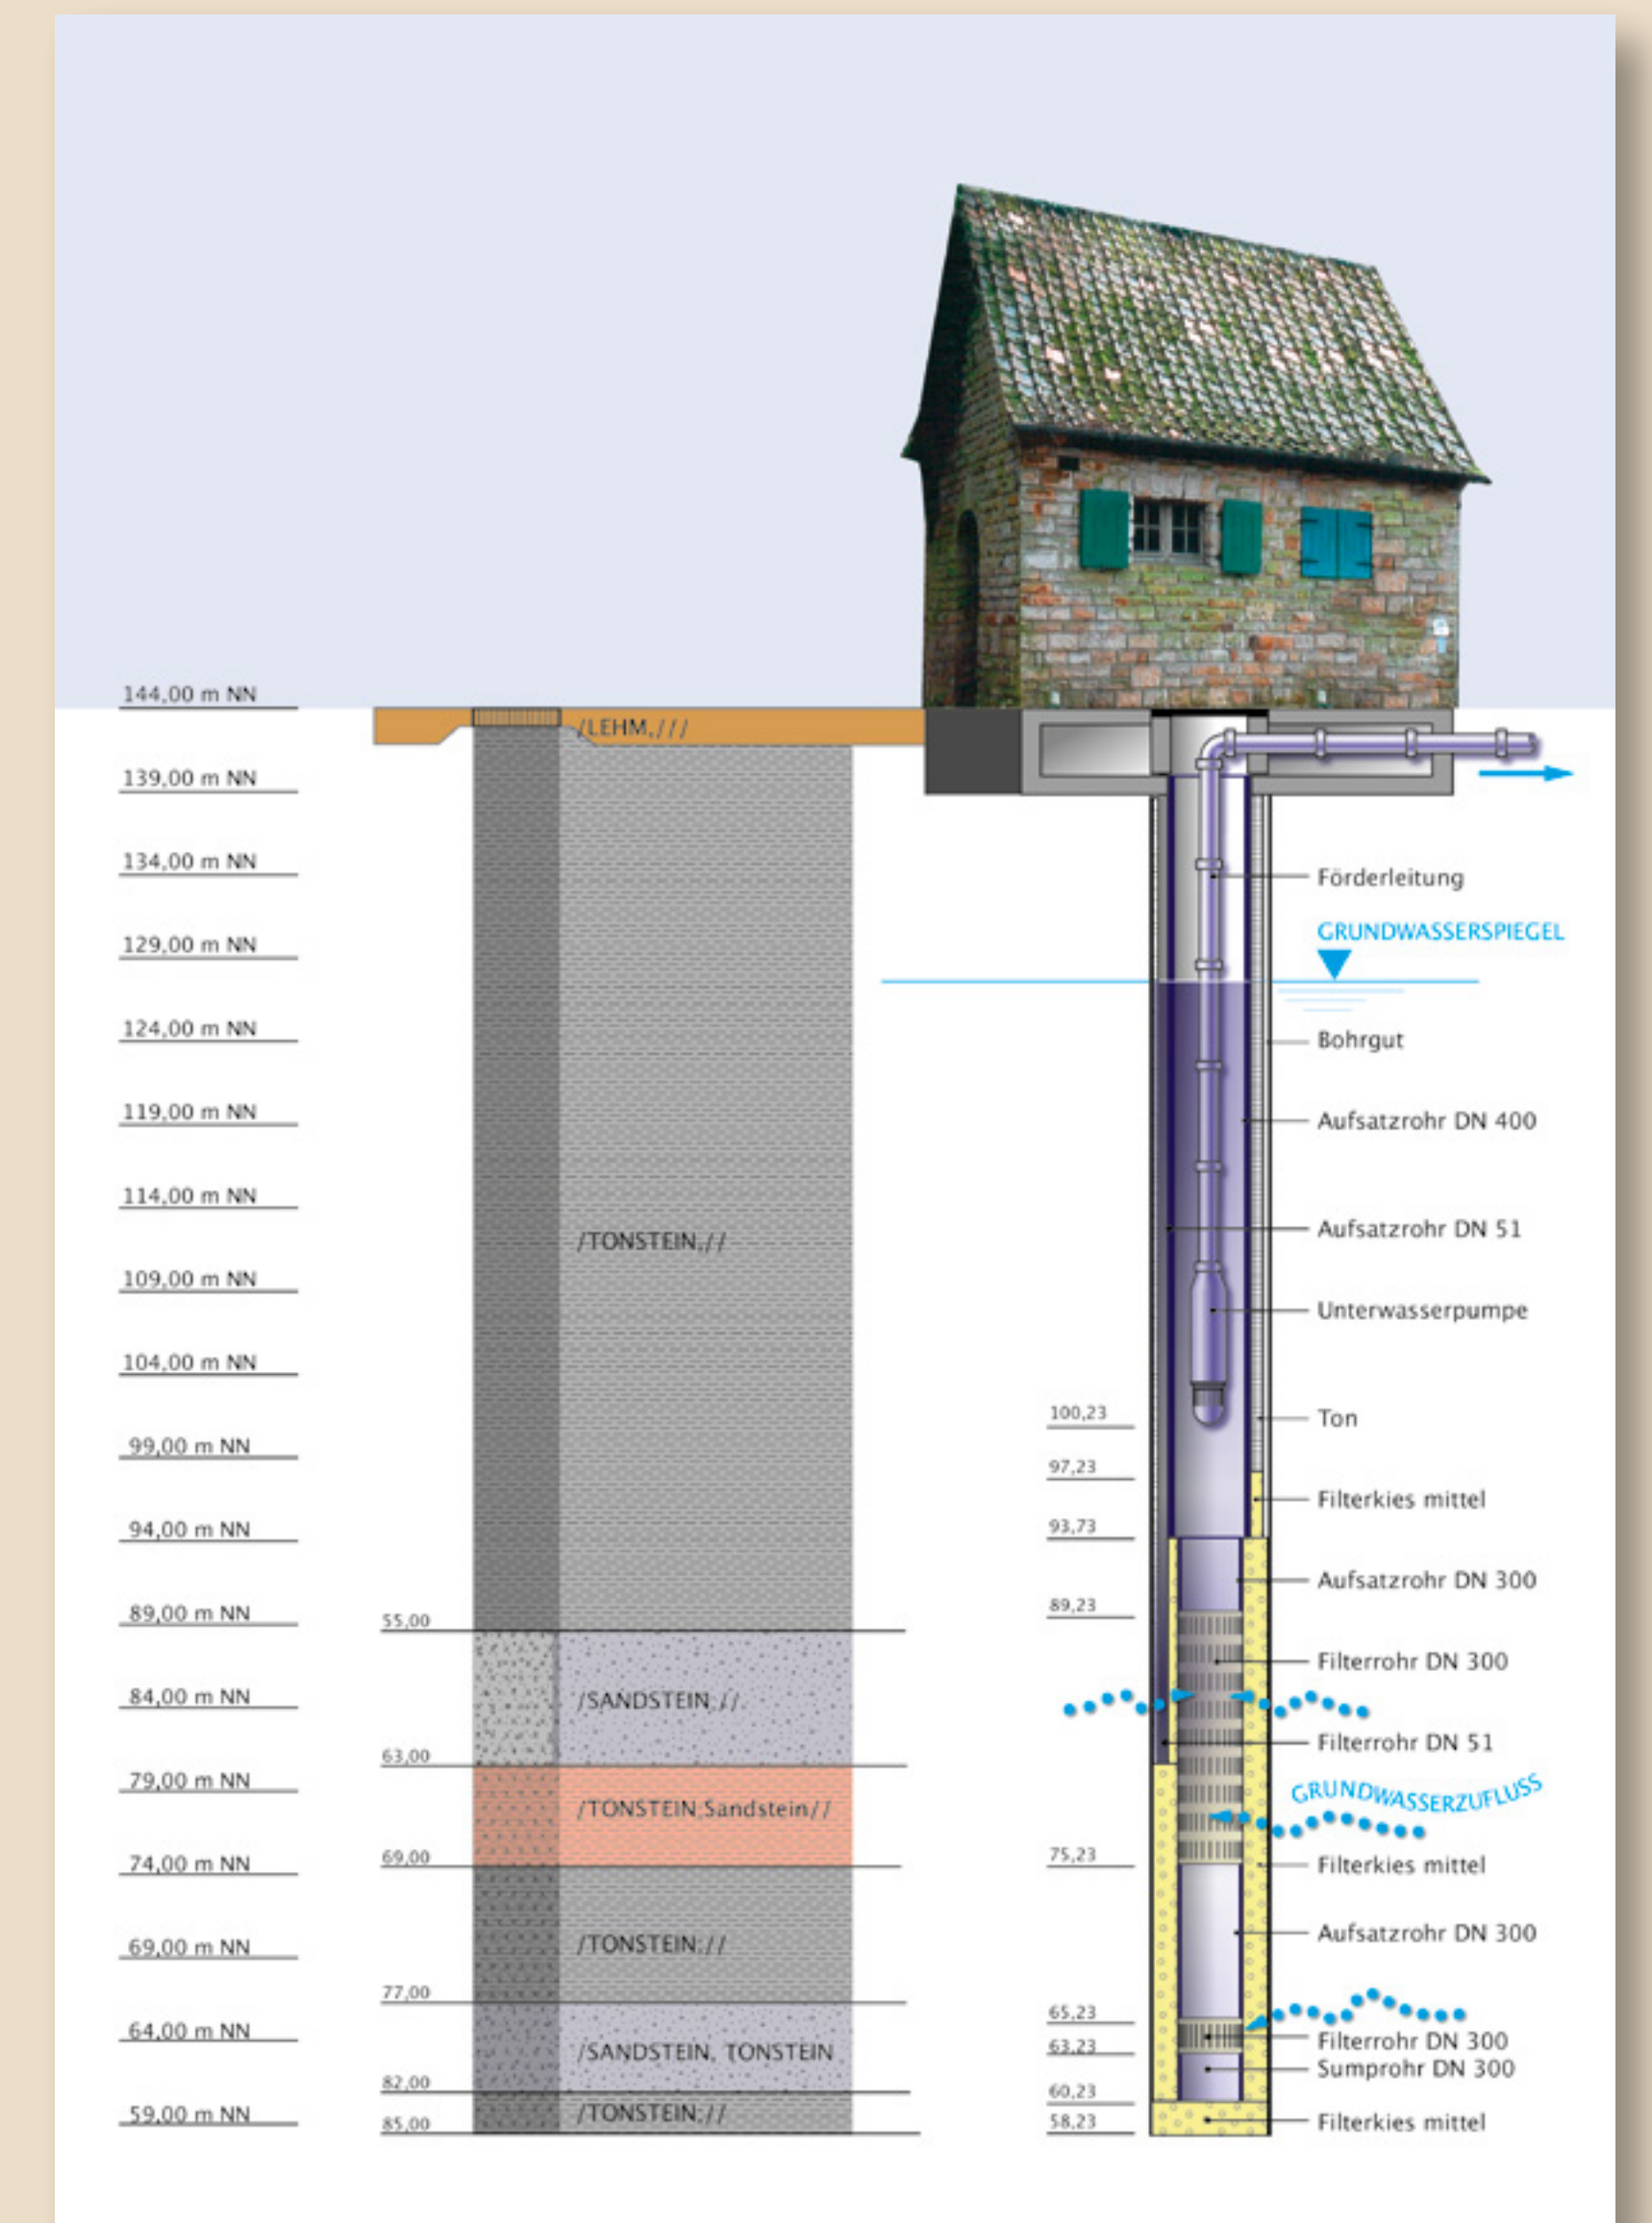 144,00 m NN
139,00 m NN
134,00 m NN
129,00 m NN
124,00 m NN
119,00 m NN
114,00 m NN
109,00 m NN
104,00 m NN
99,00 m NN
94,00 m NN
89,00 m NN
84,00 m NN
79,00 m NN
74,00 m NN
69,00 m NN
64,00 m NN
59,00 m NN
55,00
63,00
69,00
77,00
82,00
85,00
/LEHM,///
/TONSTEIN,//
/SANDSTEIN;//
/TONSTEIN;Sandstein//
/TONSTEIN;//
/SANDSTEIN, TONSTEIN
/TONSTEIN;//
100,23
97,23
93,73
89,23
75,23
65,23
63,23
60,23
58,23
Förderleitung
GRUNDWASSERSPIEGEL
Bohrgut
Aufsatzrohr DN 400
Aufsatzrohr DN 51
Unterwasserpumpe
Ton
Filterkies mittel
Aufsatzrohr DN 300
Filterrohr DN 300
Filterrohr DN 51
GRUNDWASSERZUFLUSS
Filterkies mittel
Aufsatzrohr DN 300
Filterrohr DN 300
Sumprohr DN 300
Filterkies mittel